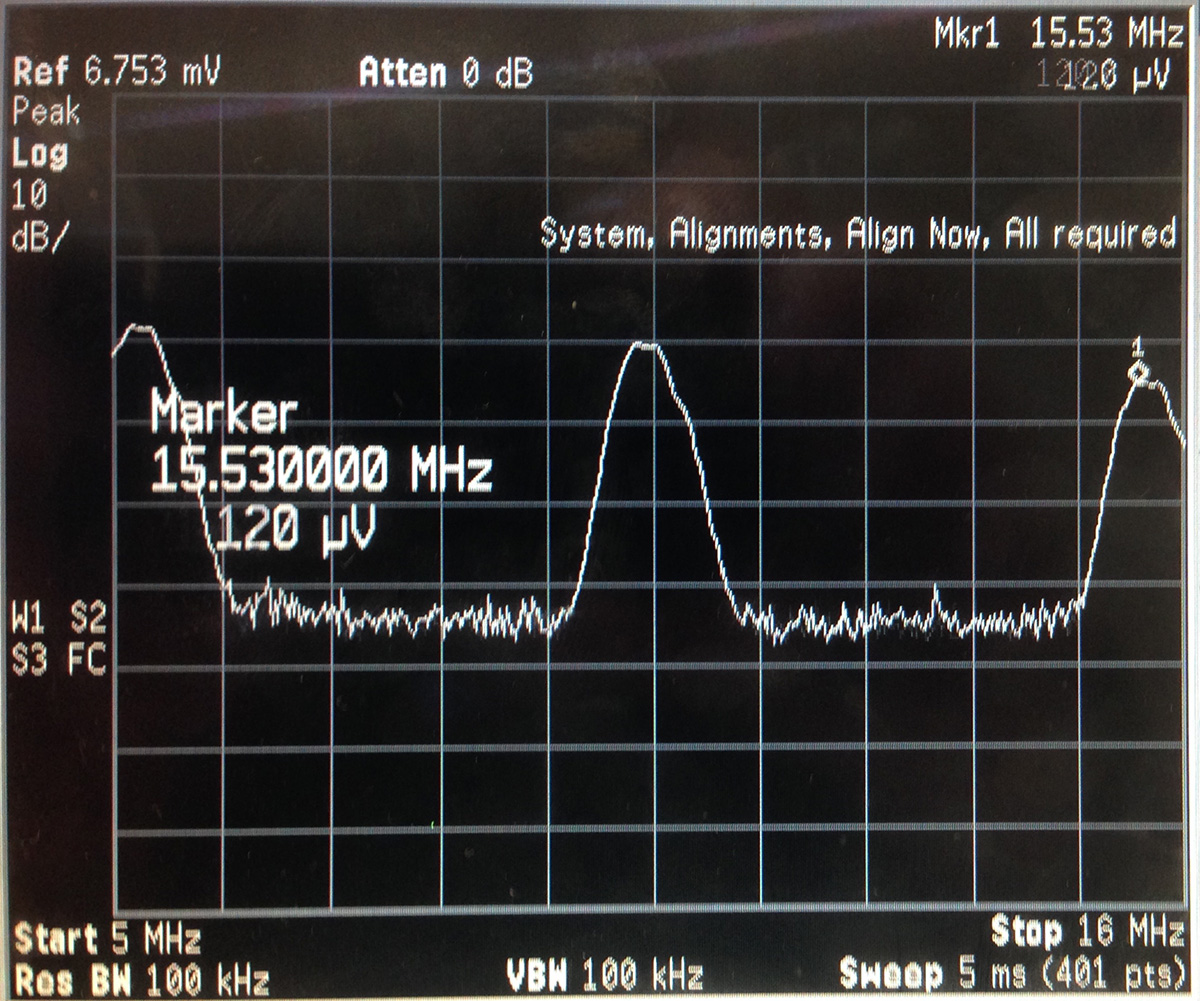 Mkr1 15.53 MHz
Ref 6.753 mV Atten 0 dB 120 µV
Peak
Log
10
dB/
System, Alignments, Align Now, All required
1
Marker
15.530000 MHz
120 µV
W1 S2
S3 FC
Start 5 MHz Stop 16 MHz
Res BW 100 kHz VBW 100 kHz Sweep 5 ms (401 pts)